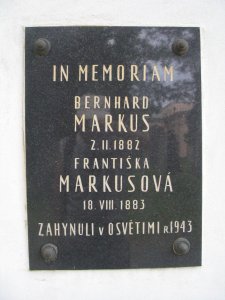 IN MEMORIAM
BERNHARD
MARKUS
2.II.1882
FRANTIŠKA
MARKUSOVÁ
18.VIII.1883
ZAHYNULI V OSVĚTIMI R.1943